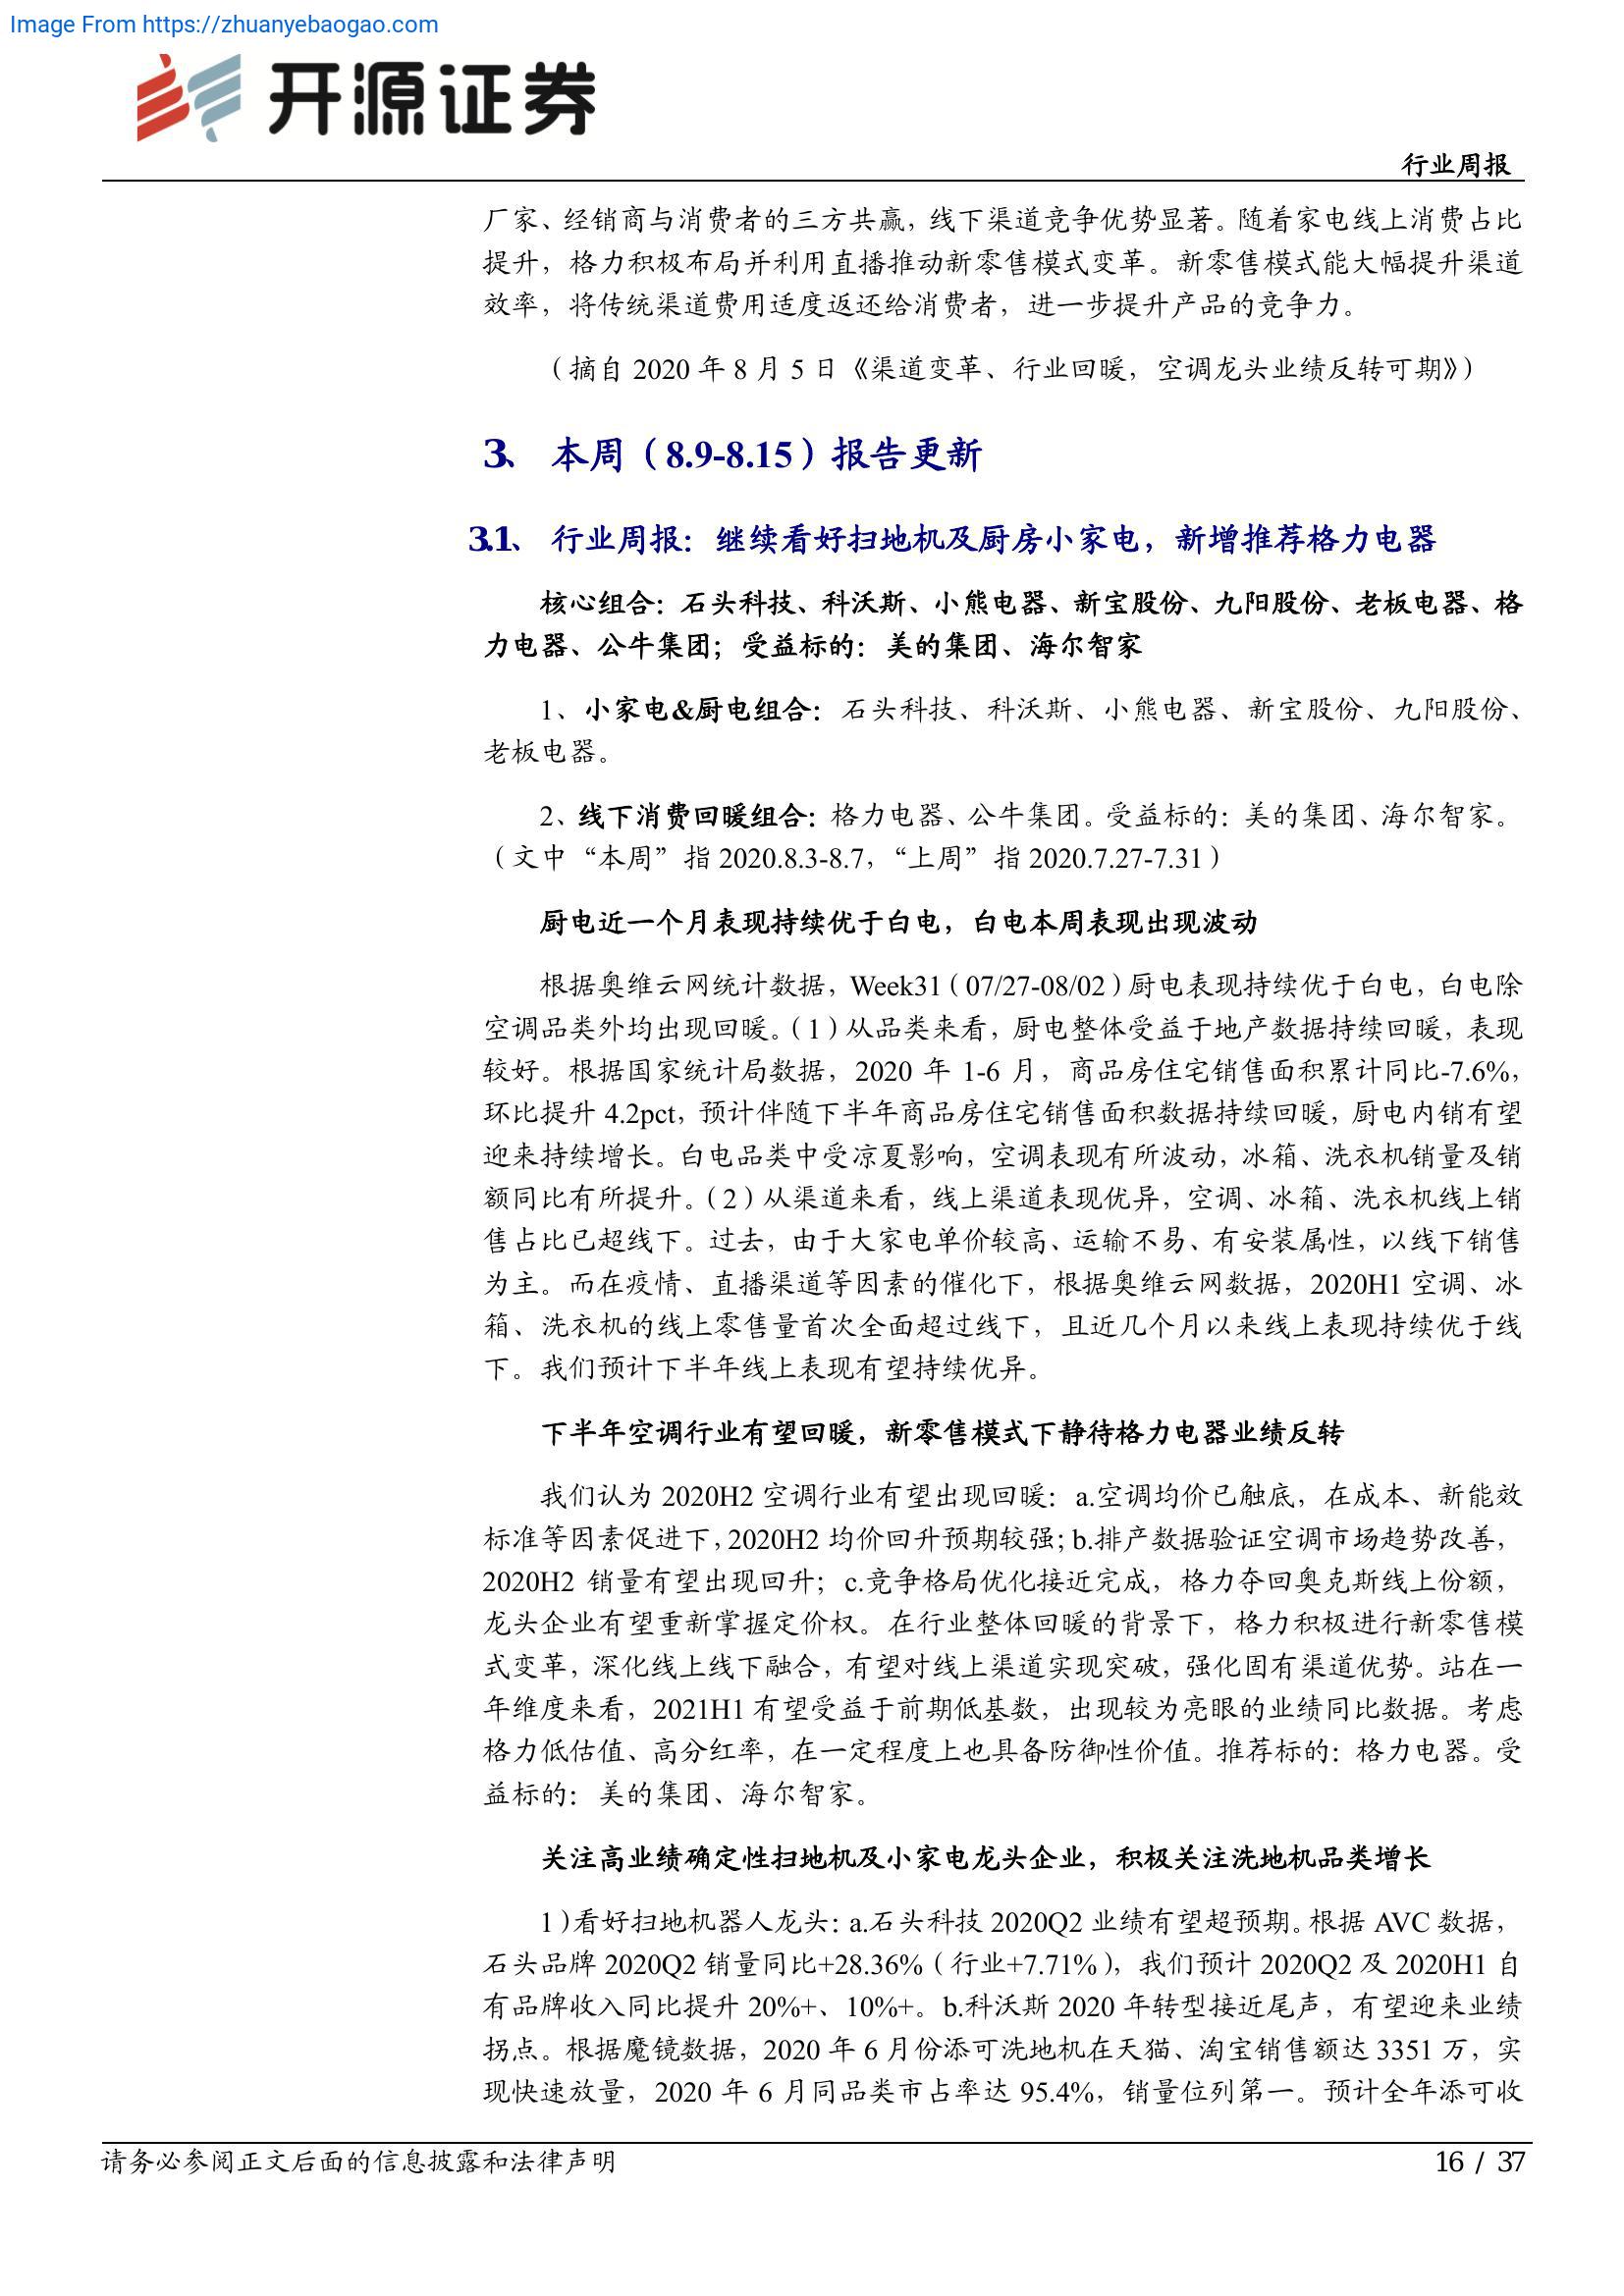 Image From https://zhuanyebaogao.com
开源证券
行业周报
厂家、经销商与消费者的三方共赢，线下渠道竞争优势显著。随着家电线上消费占比
提升，格力积极布局并利用直播推动新零售模式变革。新零售模式能大幅提升渠道
效率，将传统渠道费用适度返还给消费者，进一步提升产品的竞争力。
（摘自 2020 年 8 月 5 日《渠道变革、行业回暖，空调龙头业绩反转可期》）
3、 本周（8.9-8.15）报告更新
3.1、 行业周报：继续看好扫地机及厨房小家电，新增推荐格力电器
核心组合：石头科技、科沃斯、小熊电器、新宝股份、九阳股份、老板电器、格
力电器、公牛集团；受益标的：美的集团、海尔智家
1、小家电&厨电组合：石头科技、科沃斯、小熊电器、新宝股份、九阳股份、
老板电器。
2、线下消费回暖组合：格力电器、公牛集团。受益标的：美的集团、海尔智家。
（文中“本周”指 2020.8.3-8.7，“上周”指 2020.7.27-7.31）
厨电近一个月表现持续优于白电，白电本周表现出现波动
根据奥维云网统计数据，Week31（07/27-08/02）厨电表现持续优于白电，白电除
空调品类外均出现回暖。（1）从品类来看，厨电整体受益于地产数据持续回暖，表现
较好。根据国家统计局数据，2020 年 1-6 月，商品房住宅销售面积累计同比-7.6%，
环比提升 4.2pct，预计伴随下半年商品房住宅销售面积数据持续回暖，厨电内销有望
迎来持续增长。白电品类中受凉夏影响，空调表现有所波动，冰箱、洗衣机销量及销
额同比有所提升。（2）从渠道来看，线上渠道表现优异，空调、冰箱、洗衣机线上销
售占比已超线下。过去，由于大家电单价较高、运输不易、有安装属性，以线下销售
为主。而在疫情、直播渠道等因素的催化下，根据奥维云网数据，2020H1 空调、冰
箱、洗衣机的线上零售量首次全面超过线下，且近几个月以来线上表现持续优于线
下。我们预计下半年线上表现有望持续优异。
下半年空调行业有望回暖，新零售模式下静待格力电器业绩反转
我们认为 2020H2 空调行业有望出现回暖：a.空调均价已触底，在成本、新能效
标准等因素促进下，2020H2 均价回升预期较强；b.排产数据验证空调市场趋势改善，
2020H2 销量有望出现回升；c.竞争格局优化接近完成，格力夺回奥克斯线上份额，
龙头企业有望重新掌握定价权。在行业整体回暖的背景下，格力积极进行新零售模
式变革，深化线上线下融合，有望对线上渠道实现突破，强化固有渠道优势。站在一
年维度来看，2021H1 有望受益于前期低基数，出现较为亮眼的业绩同比数据。考虑
格力低估值、高分红率，在一定程度上也具备防御性价值。推荐标的：格力电器。受
益标的：美的集团、海尔智家。
关注高业绩确定性扫地机及小家电龙头企业，积极关注洗地机品类增长
1）看好扫地机器人龙头：a.石头科技 2020Q2 业绩有望超预期。根据 AVC 数据，
石头品牌 2020Q2 销量同比+28.36%（行业+7.71%），我们预计 2020Q2 及 2020H1 自
有品牌收入同比提升 20%+、10%+。b.科沃斯 2020 年转型接近尾声，有望迎来业绩
拐点。根据魔镜数据，2020 年 6 月份添可洗地机在天猫、淘宝销售额达 3351 万，实
现快速放量，2020 年 6 月同品类市占率达 95.4%，销量位列第一。预计全年添可收
请务必参阅正文后面的信息披露和法律声明
16 / 37